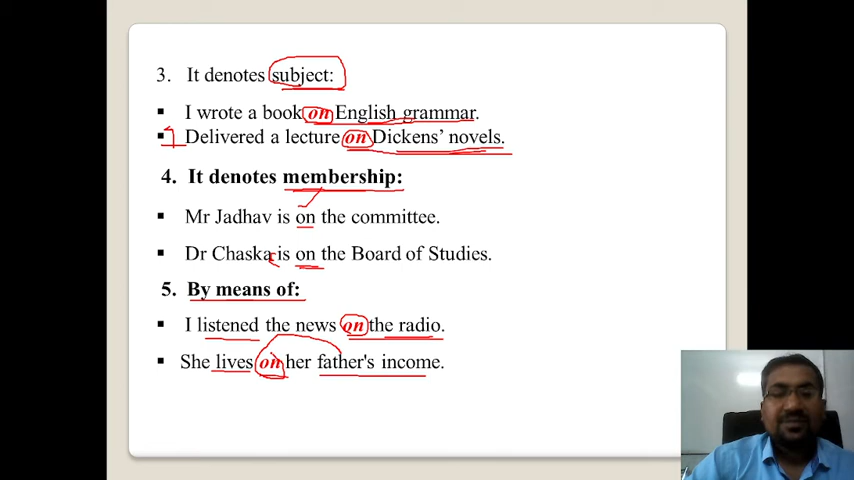 3. It denotes subject:
▪ I wrote a book on English grammar.
▪ I Delivered a lecture on Dickens’ novels.
4. It denotes membership:
▪ Mr Jadhav is on the committee.
▪ Dr Chaskar is on the Board of Studies.
5. By means of:
▪ I listened the news on the radio.
▪ She lives on her father's income.